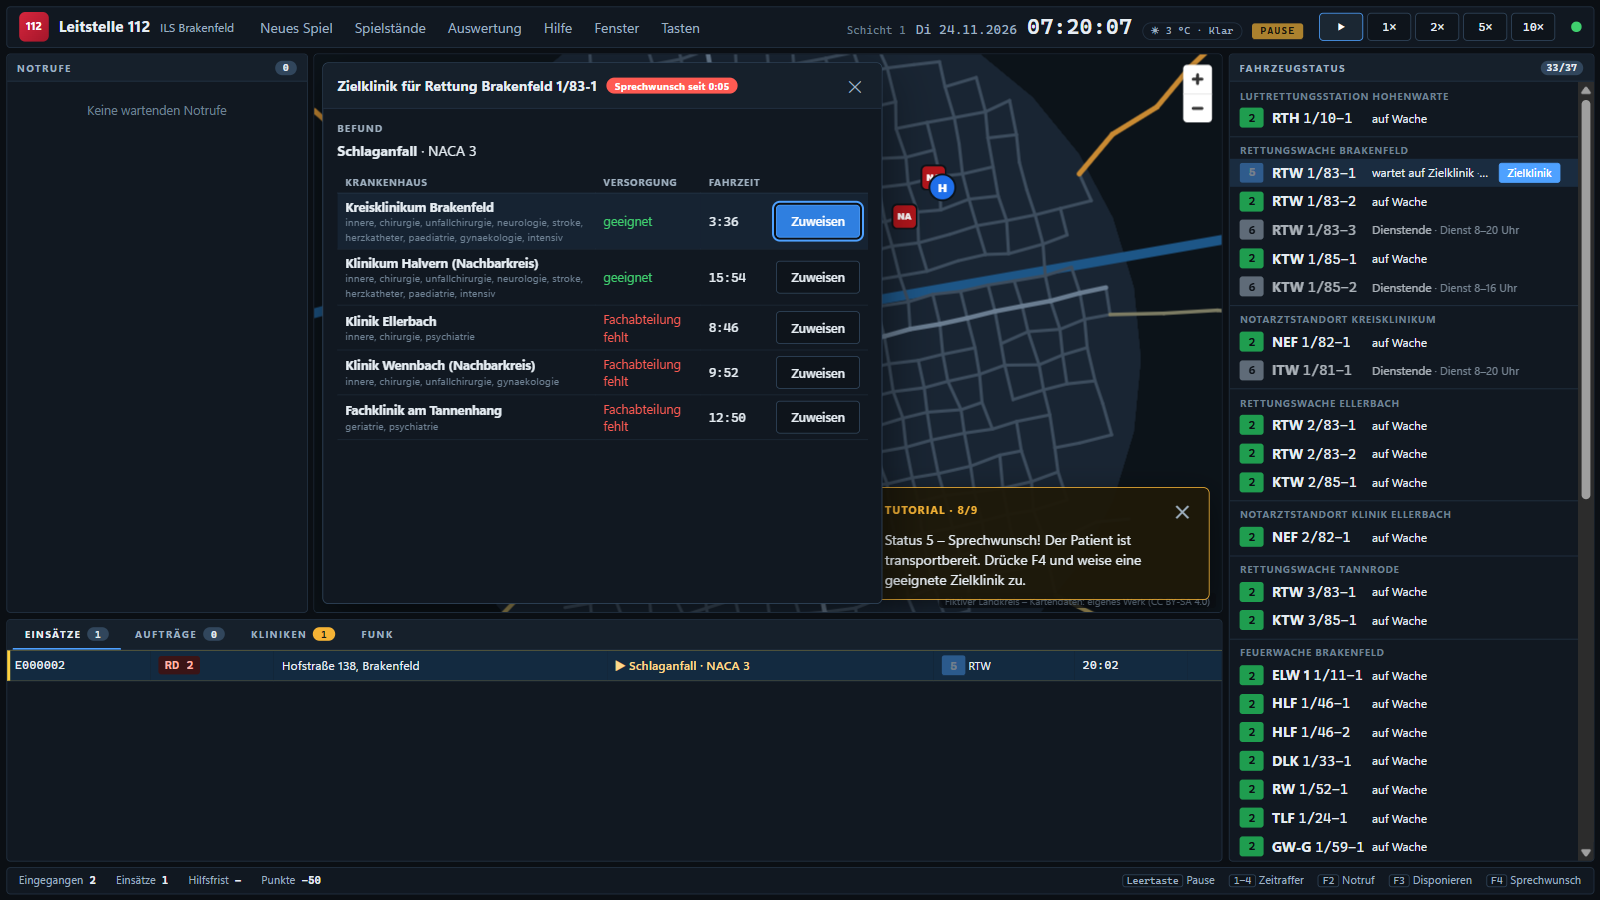 112 Leitstelle 112 ILS Brakenfeld Neues Spiel Spielstände Auswertung Hilfe Fenster Tasten Schicht 1 Di 24.11.2026 07:20:07 ☀ 3 °C · Klar PAUSE ▶ 1× 2× 5× 10×
NOTRUFE 0
Keine wartenden Notrufe
Zielklinik für Rettung Brakenfeld 1/83-1 Sprechwunsch seit 0:05
BEFUND
Schlaganfall · NACA 3
KRANKENHAUS VERSORGUNG FAHRZEIT
Kreisklinikum Brakenfeld
innere, chirurgie, unfallchirurgie, neurologie, stroke,
herzkatheter, paediatrie, gynaekologie, intensiv
geeignet 3:36 Zuweisen
Klinikum Halvern (Nachbarkreis)
innere, chirurgie, unfallchirurgie, neurologie, stroke,
herzkatheter, paediatrie, intensiv
geeignet 15:54 Zuweisen
Klinik Ellerbach
innere, chirurgie, psychiatrie
Fachabteilung
fehlt
8:46 Zuweisen
Klinik Wennbach (Nachbarkreis)
innere, chirurgie, unfallchirurgie, gynaekologie
Fachabteilung
fehlt
9:52 Zuweisen
Fachklinik am Tannenhang
geriatrie, psychiatrie
Fachabteilung
fehlt
12:50 Zuweisen
+
−
H
NA
TUTORIAL · 8/9
Status 5 – Sprechwunsch! Der Patient ist
transportbereit. Drücke F4 und weise eine
geeignete Zielklinik zu.
Fiktiver Landkreis – Kartendaten: eigenes Werk (CC BY-SA 4.0)
FAHRZEUGSTATUS 33/37
LUFTRETTUNGSSTATION HOHENWARTE
2 RTH 1/10-1 auf Wache
RETTUNGSWACHE BRAKENFELD
5 RTW 1/83-1 wartet auf Zielklinik ·… Zielklinik
2 RTW 1/83-2 auf Wache
6 RTW 1/83-3 Dienstende · Dienst 8–20 Uhr
2 KTW 1/85-1 auf Wache
6 KTW 1/85-2 Dienstende · Dienst 8–16 Uhr
NOTARZTSTANDORT KREISKLINIKUM
2 NEF 1/82-1 auf Wache
6 ITW 1/81-1 Dienstende · Dienst 8–20 Uhr
RETTUNGSWACHE ELLERBACH
2 RTW 2/83-1 auf Wache
2 RTW 2/83-2 auf Wache
2 KTW 2/85-1 auf Wache
NOTARZTSTANDORT KLINIK ELLERBACH
2 NEF 2/82-1 auf Wache
RETTUNGSWACHE TANNRODE
2 RTW 3/83-1 auf Wache
2 KTW 3/85-1 auf Wache
FEUERWACHE BRAKENFELD
2 ELW 1 1/11-1 auf Wache
2 HLF 1/46-1 auf Wache
2 HLF 1/46-2 auf Wache
2 DLK 1/33-1 auf Wache
2 RW 1/52-1 auf Wache
2 TLF 1/24-1 auf Wache
2 GW-G 1/59-1 auf Wache
EINSÄTZE 1 AUFTRÄGE 0 KLINIKEN 1 FUNK
E000002 RD 2 Hofstraße 138, Brakenfeld ▶ Schlaganfall · NACA 3 5 RTW 20:02
Eingegangen 2 Einsätze 1 Hilfsfrist – Punkte −50 Leertaste Pause 1–4 Zeitraffer F2 Notruf F3 Disponieren F4 Sprechwunsch